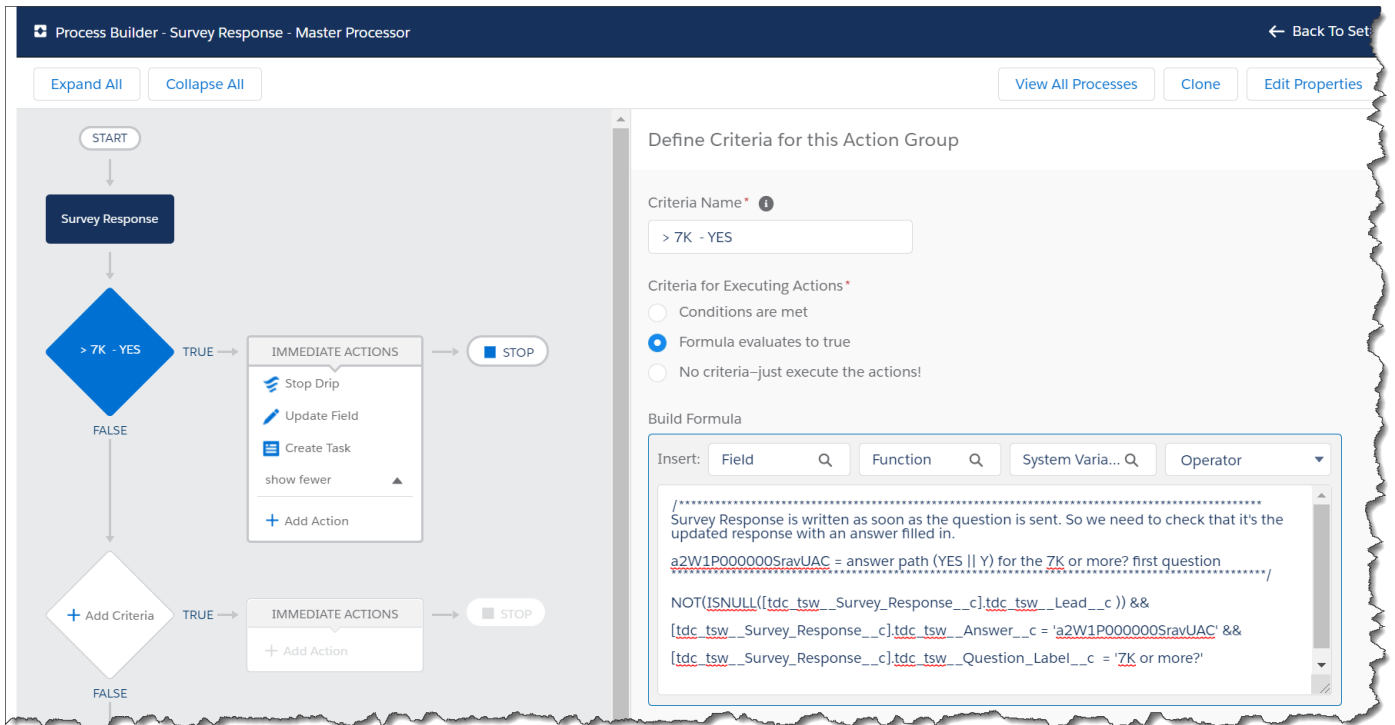 Process Builder - Survey Response - Master Processor
Back To Set
Expand All
Collapse All
View All Processes
Clone
Edit Properties
START
Survey Response
> 7K - YES
TRUE
IMMEDIATE ACTIONS
STOP
Stop Drip
Update Field
Create Task
show fewer
+ Add Action
FALSE
+ Add Criteria
TRUE
IMMEDIATE ACTIONS
STOP
+ Add Action
FALSE
Define Criteria for this Action Group
Criteria Name*
> 7K - YES
Criteria for Executing Actions*
Conditions are met
Formula evaluates to true
No criteria—just execute the actions!
Build Formula
Insert:
Field
Function
System Varia...
Operator
/***********************************************************************************************
Survey Response is written as soon as the question is sent. So we need to check that it's the
updated response with an answer filled in.
a2W1P000000SravUAC = answer path (YES || Y) for the 7K or more? first question
************************************************************************************************/
NOT(ISNULL([tdc_tsw__Survey_Response__c].tdc_tsw__Lead__c )) &&
[tdc_tsw__Survey_Response__c].tdc_tsw__Answer__c = 'a2W1P000000SravUAC' &&
[tdc_tsw__Survey_Response__c].tdc_tsw__Question_Label__c = '7K or more?'